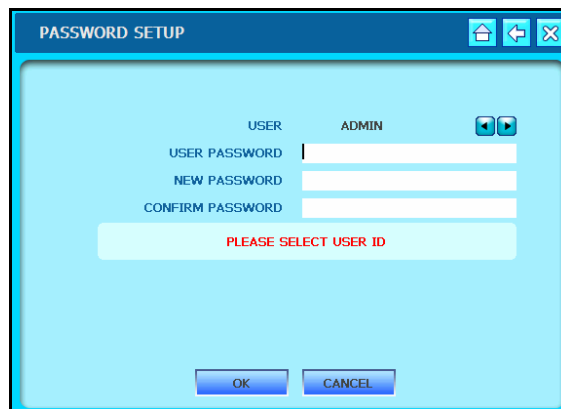 PASSWORD SETUP
USER ADMIN
USER PASSWORD
NEW PASSWORD
CONFIRM PASSWORD
PLEASE SELECT USER ID
OK CANCEL